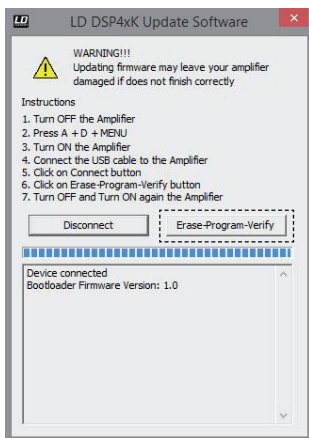 LD
LD DSP4xK Update Software
WARNING!!!
Updating firmware may leave your amplifier
damaged if does not finish correctly
Instructions
1. Turn OFF the Amplifier
2. Press A + D + MENU
3. Turn ON the Amplifier
4. Connect the USB cable to the Amplifier
5. Click on Connect button
6. Click on Erase-Program-Verify button
7. Turn OFF and Turn ON again the Amplifier
Disconnect
Erase-Program-Verify
Device connected
Bootloader Firmware Version: 1.0